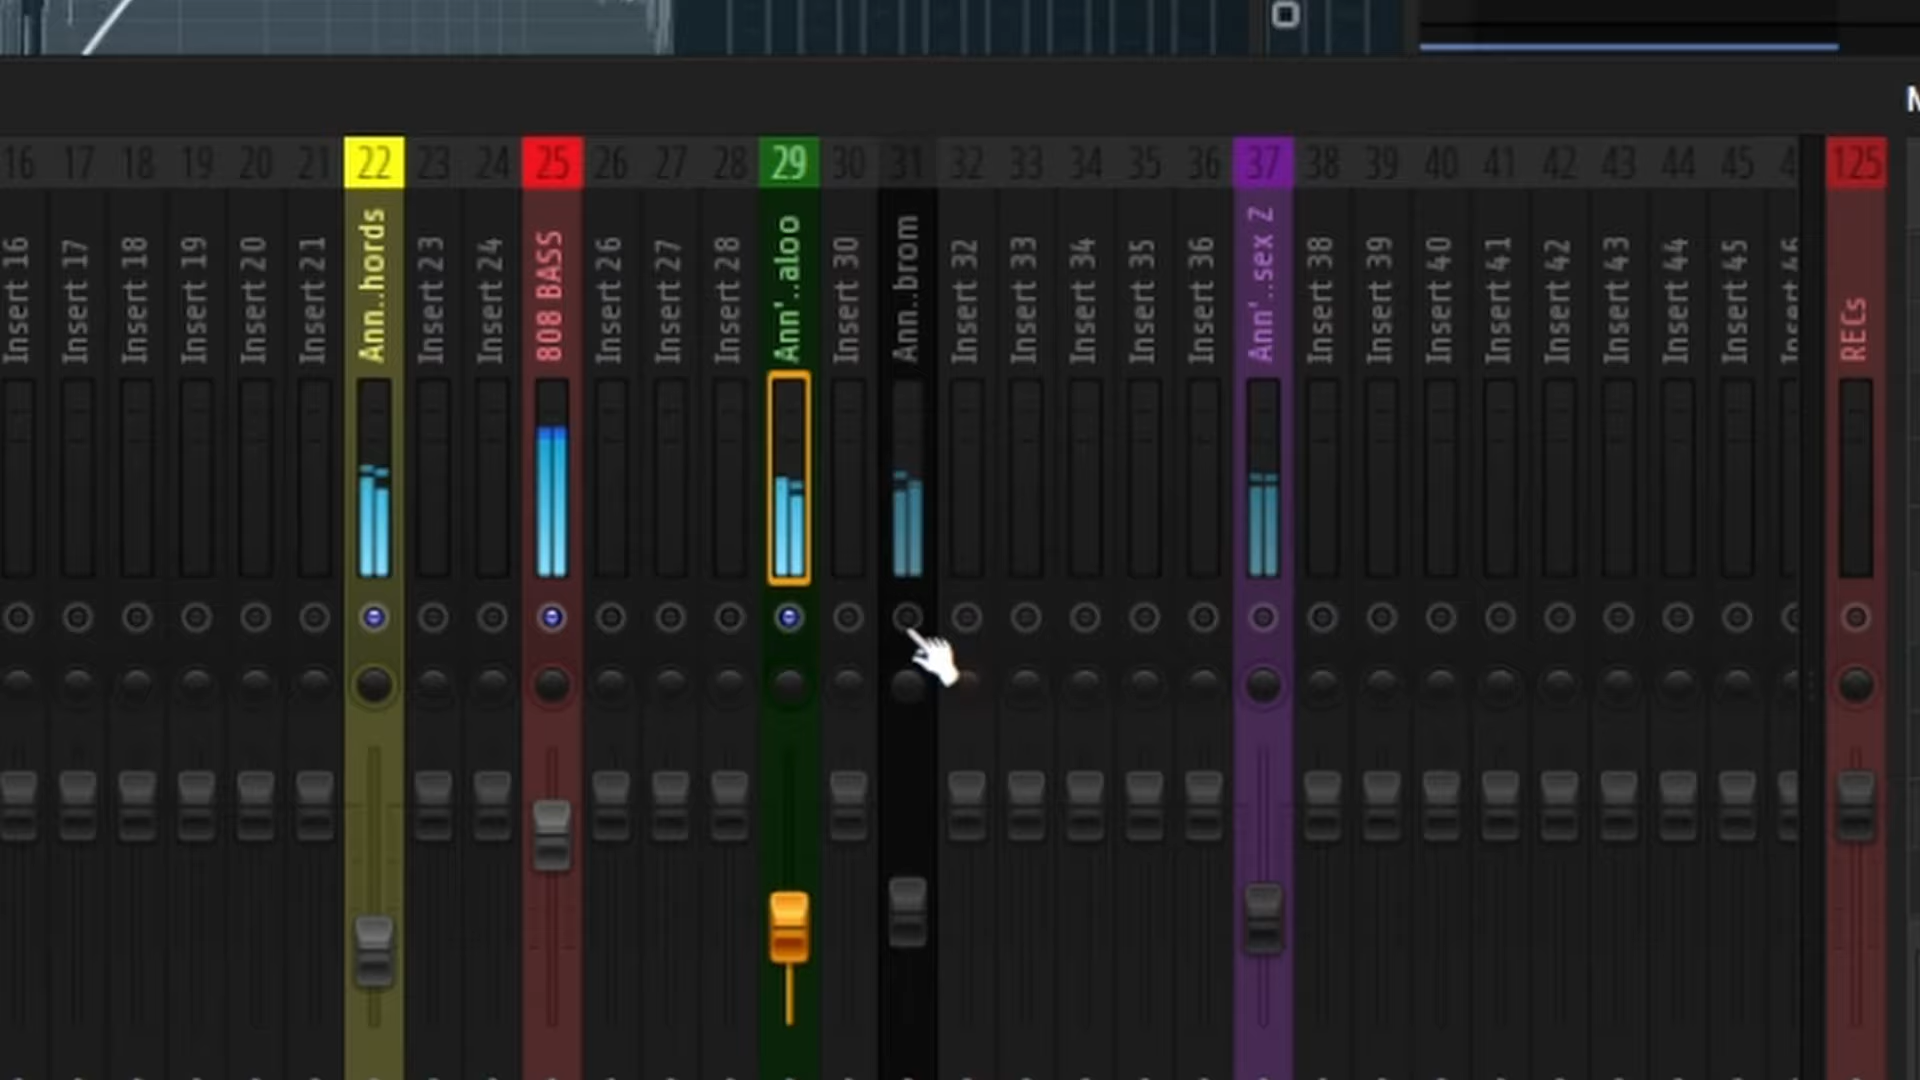 16 17 18 19 20 21 22 23 24 25 26 27 28 29 30 31 32 33 34 35 36 37 38 39 40 41 42 43 44 45 125
Insert 16
Insert 17
Insert 18
Insert 19
Insert 20
Insert 21
Ann..hords
Insert 23
Insert 24
808 BASS
Insert 26
Insert 27
Insert 28
Ann'..aloo
Insert 30
Ann..brom
Insert 32
Insert 33
Insert 34
Insert 35
Insert 36
Ann'..sex Z
Insert 38
Insert 39
Insert 40
Insert 41
Insert 42
Insert 43
Insert 44
Insert 45
RECs